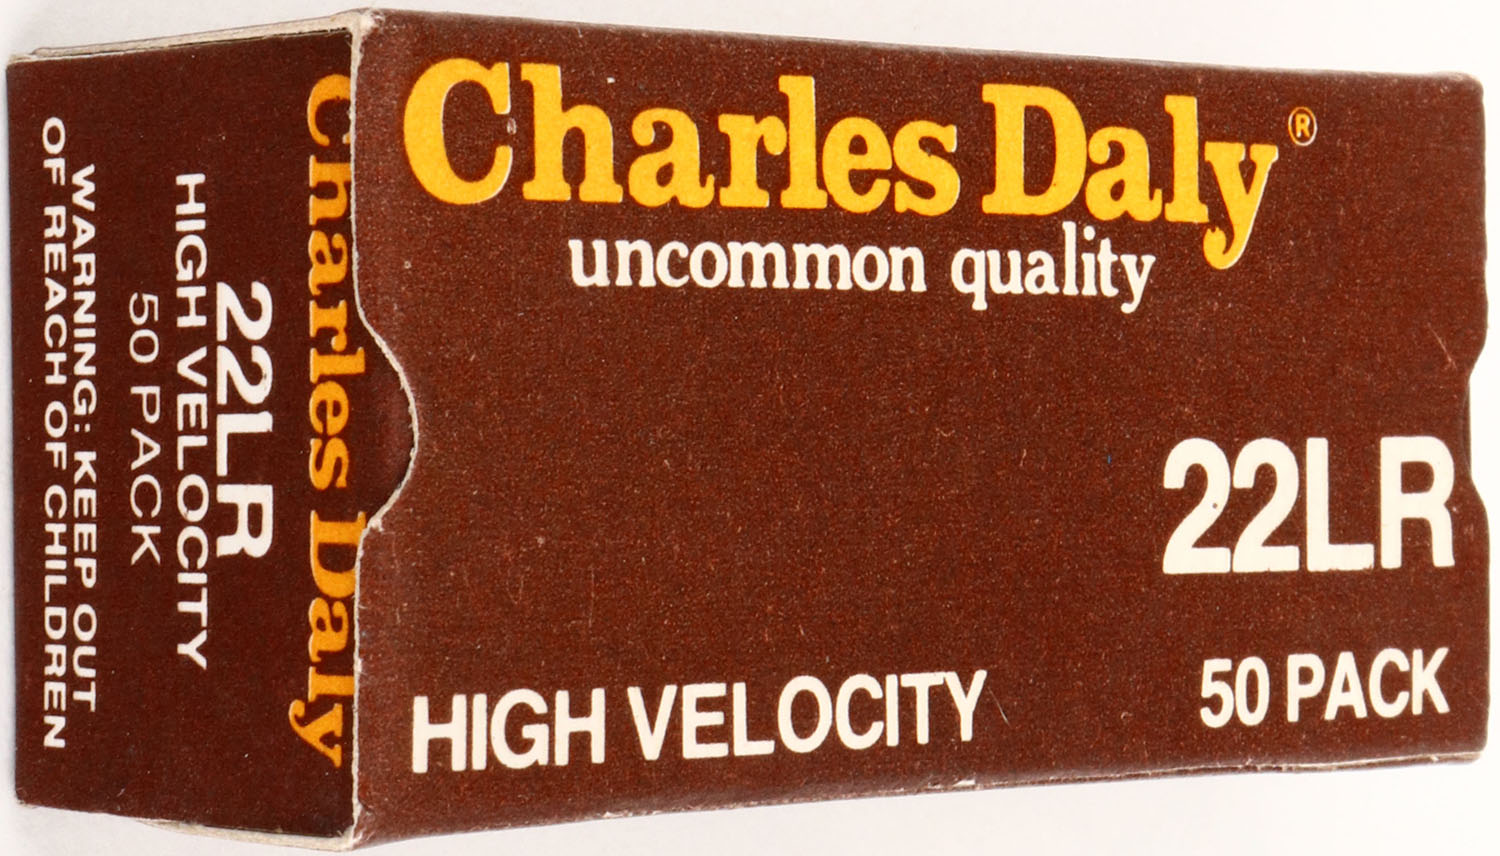 Charles Daly®
uncommon quality
22LR
HIGH VELOCITY
50 PACK
Charles Daly
22LR
HIGH VELOCITY
50 PACK
WARNING: KEEP OUT
OF REACH OF CHILDREN